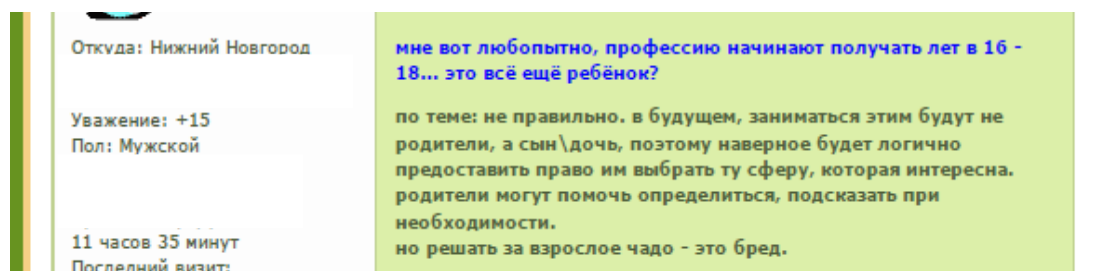 Откуда: Нижний Новгород
Уважение: +15
Пол: Мужской
11 часов 35 минут
Последний визит:
мне вот любопытно, профессию начинают получать лет в 16 -
18... это всё ещё ребёнок?
по теме: не правильно. в будущем, заниматься этим будут не
родители, а сын\дочь, поэтому наверное будет логично
предоставить право им выбрать ту сферу, которая интересна.
родители могут помочь определиться, подсказать при
необходимости.
но решать за взрослое чадо - это бред.